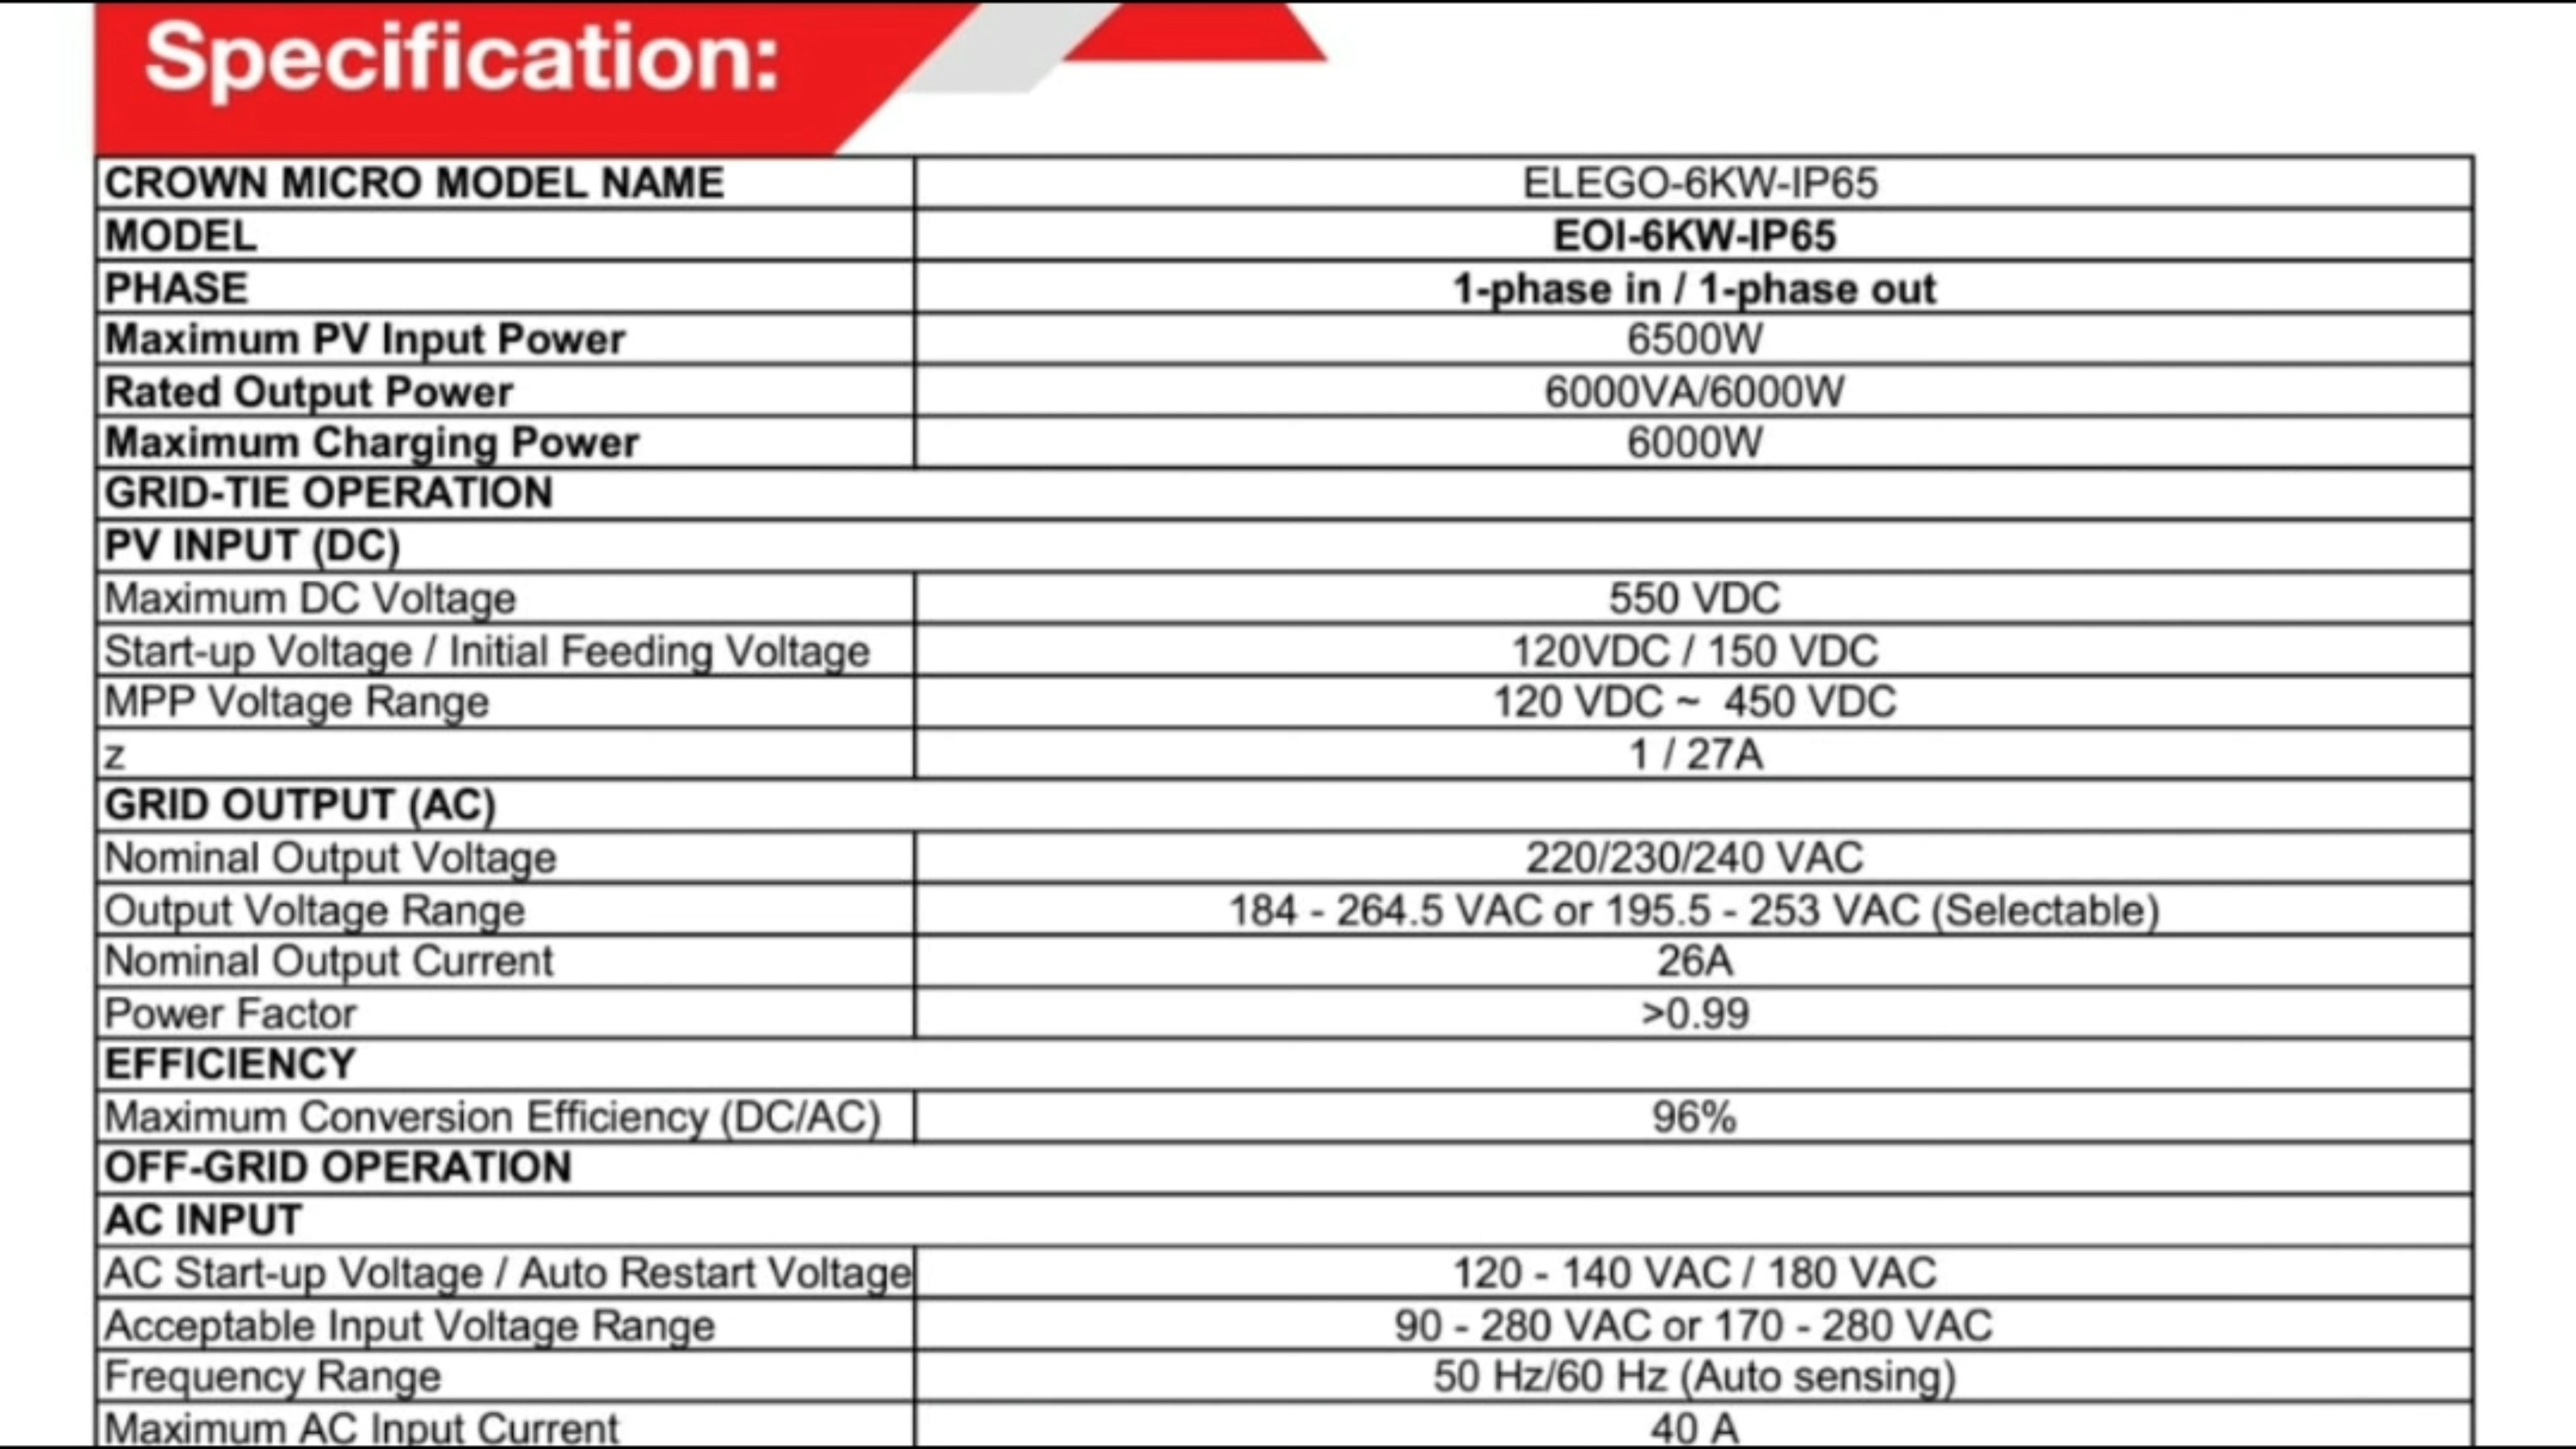 Specification:
CROWN MICRO MODEL NAME ELEGO-6KW-IP65
MODEL EOI-6KW-IP65
PHASE 1-phase in / 1-phase out
Maximum PV Input Power 6500W
Rated Output Power 6000VA/6000W
Maximum Charging Power 6000W
GRID-TIE OPERATION
PV INPUT (DC)
Maximum DC Voltage 550 VDC
Start-up Voltage / Initial Feeding Voltage 120VDC / 150 VDC
MPP Voltage Range 120 VDC ~ 450 VDC
z 1 / 27A
GRID OUTPUT (AC)
Nominal Output Voltage 220/230/240 VAC
Output Voltage Range 184 - 264.5 VAC or 195.5 - 253 VAC (Selectable)
Nominal Output Current 26A
Power Factor >0.99
EFFICIENCY
Maximum Conversion Efficiency (DC/AC) 96%
OFF-GRID OPERATION
AC INPUT
AC Start-up Voltage / Auto Restart Voltage 120 - 140 VAC / 180 VAC
Acceptable Input Voltage Range 90 - 280 VAC or 170 - 280 VAC
Frequency Range 50 Hz/60 Hz (Auto sensing)
Maximum AC Input Current 40 A